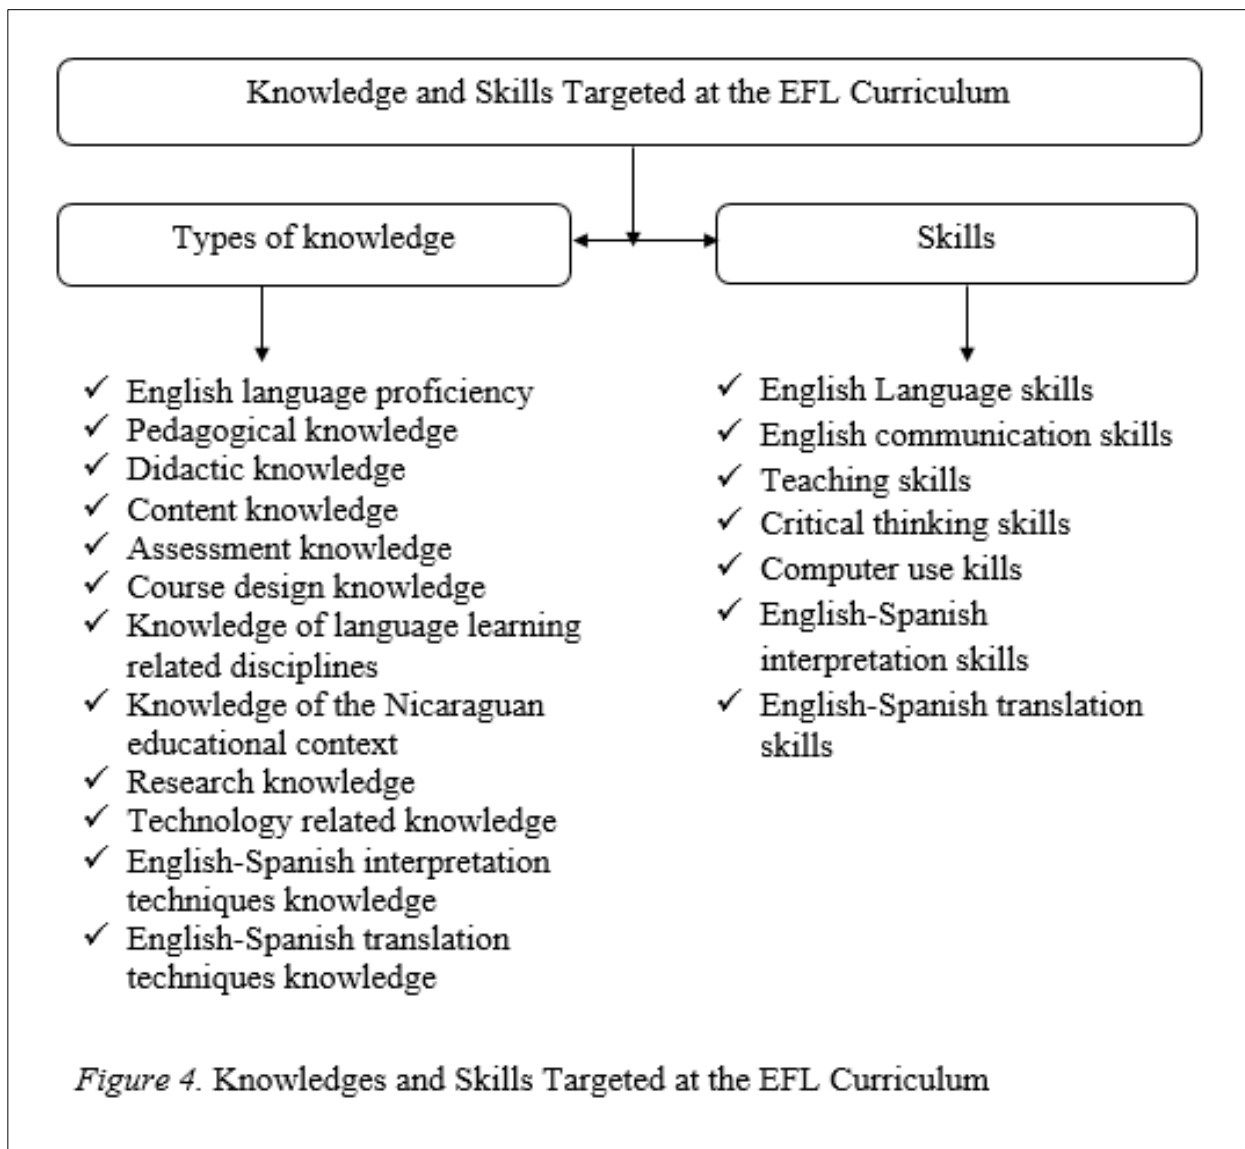 Knowledge and Skills Targeted at the EFL Curriculum
Types of knowledge
Skills
✓ English language proficiency
✓ Pedagogical knowledge
✓ Didactic knowledge
✓ Content knowledge
✓ Assessment knowledge
✓ Course design knowledge
✓ Knowledge of language learning
related disciplines
✓ Knowledge of the Nicaraguan
educational context
✓ Research knowledge
✓ Technology related knowledge
✓ English-Spanish interpretation
techniques knowledge
✓ English-Spanish translation
techniques knowledge
✓ English Language skills
✓ English communication skills
✓ Teaching skills
✓ Critical thinking skills
✓ Computer use kills
✓ English-Spanish
interpretation skills
✓ English-Spanish translation
skills
Figure 4. Knowledges and Skills Targeted at the EFL Curriculum